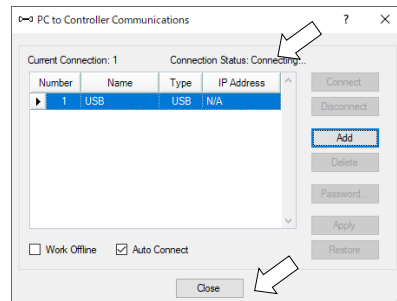 PC to Controller Communications ? ×
Current Connection: 1 Connection Status: Connecting...
Number Name Type IP Address
1 USB USB N/A
Connect
Disconnect
Add
Delete
Password...
Apply
Restore
Work Offline Auto Connect
Close